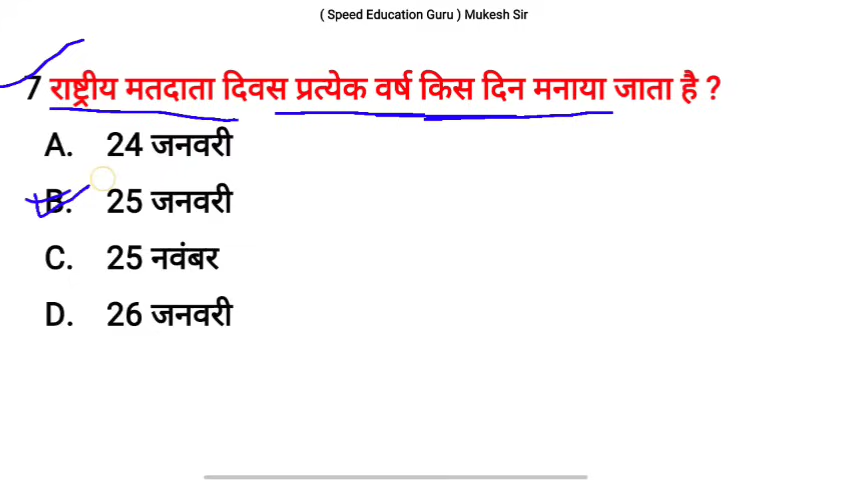 ( Speed Education Guru ) Mukesh Sir
7 राष्ट्रीय मतदाता दिवस प्रत्येक वर्ष किस दिन मनाया जाता है ?
A. 24 जनवरी
B. 25 जनवरी
C. 25 नवंबर
D. 26 जनवरी